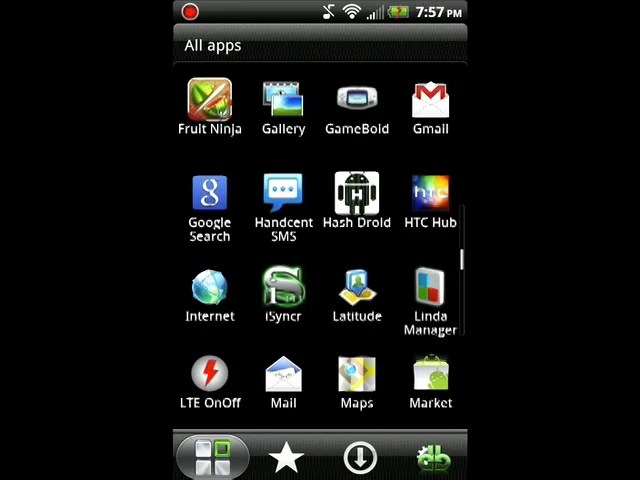 7:57 PM
All apps
Fruit Ninja
Gallery
GameBoid
Gmail
Google
Search
Handcent
SMS
Hash Droid
HTC Hub
Internet
iSyncr
Latitude
Linda
Manager
LTE OnOff
Mail
Maps
Market